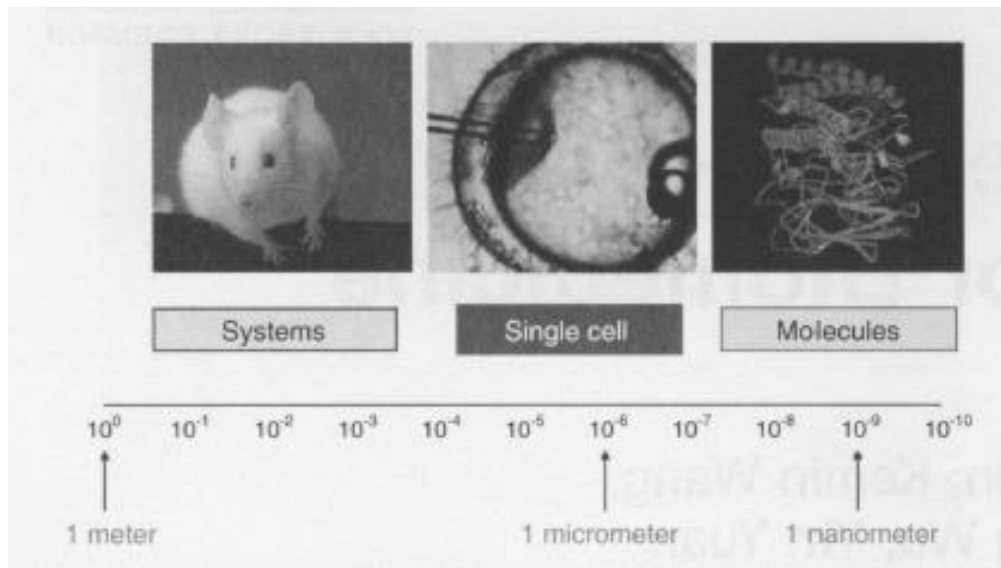 Systems
Single cell
Molecules
10⁰ 10⁻¹ 10⁻² 10⁻³ 10⁻⁴ 10⁻⁵ 10⁻⁶ 10⁻⁷ 10⁻⁸ 10⁻⁹ 10⁻¹⁰
1 meter
1 micrometer
1 nanometer